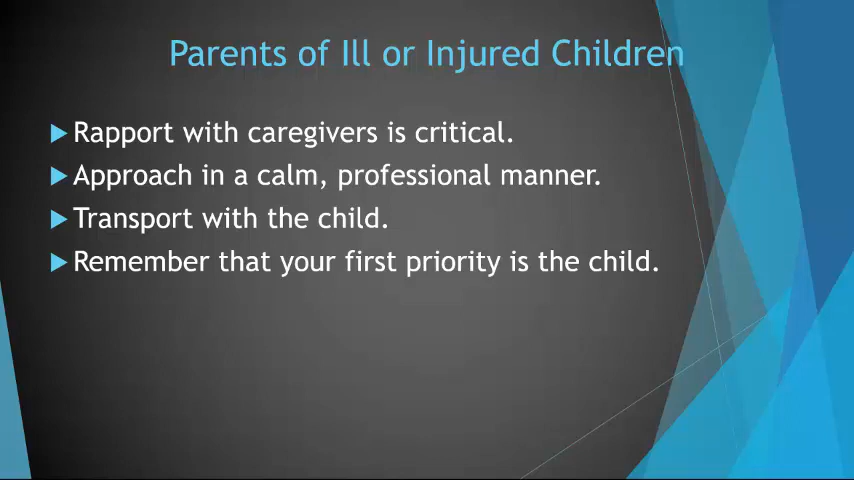 Parents of Ill or Injured Children
Rapport with caregivers is critical.
Approach in a calm, professional manner.
Transport with the child.
Remember that your first priority is the child.